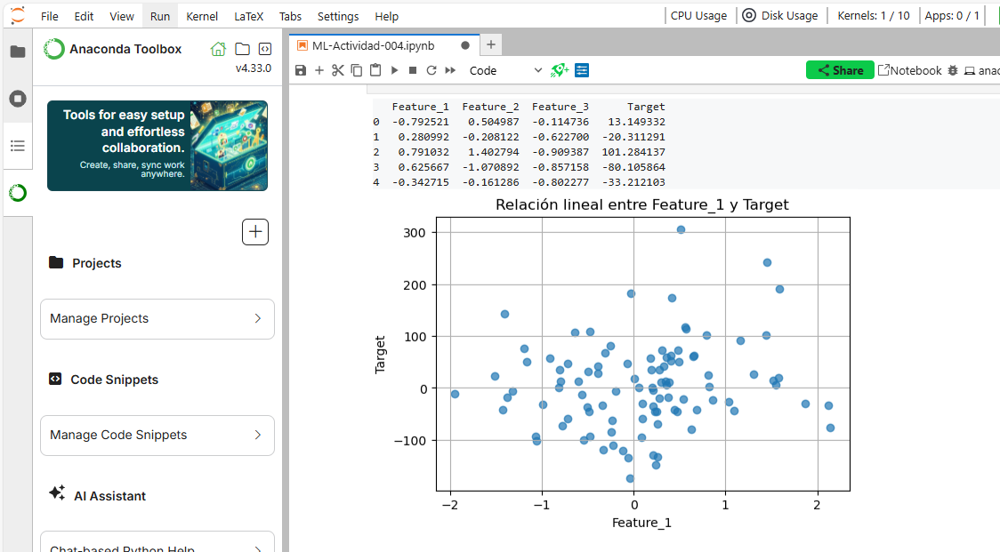 File Edit View Run Kernel LaTeX Tabs Settings Help CPU Usage Disk Usage Kernels: 1 / 10 Apps: 0 / 1
Anaconda Toolbox
v4.33.0
Tools for easy setup
and effortless
collaboration.
Create, share, sync work
anywhere.
Projects
Manage Projects
Code Snippets
Manage Code Snippets
AI Assistant
Chat-based Python Help
ML-Actividad-004.ipynb
Code Share Notebook anac
Feature_1 Feature_2 Feature_3 Target
0 -0.792521 0.504987 -0.114736 13.149332
1 0.280992 -0.208122 -0.622700 -20.311291
2 0.791032 1.402794 -0.909387 101.284137
3 0.625667 -1.070892 -0.857158 -80.105864
4 -0.342715 -0.161286 -0.802277 -33.212103
Relación lineal entre Feature_1 y Target
300
200
100
0
−100
Target
−2 −1 0 1 2
Feature_1